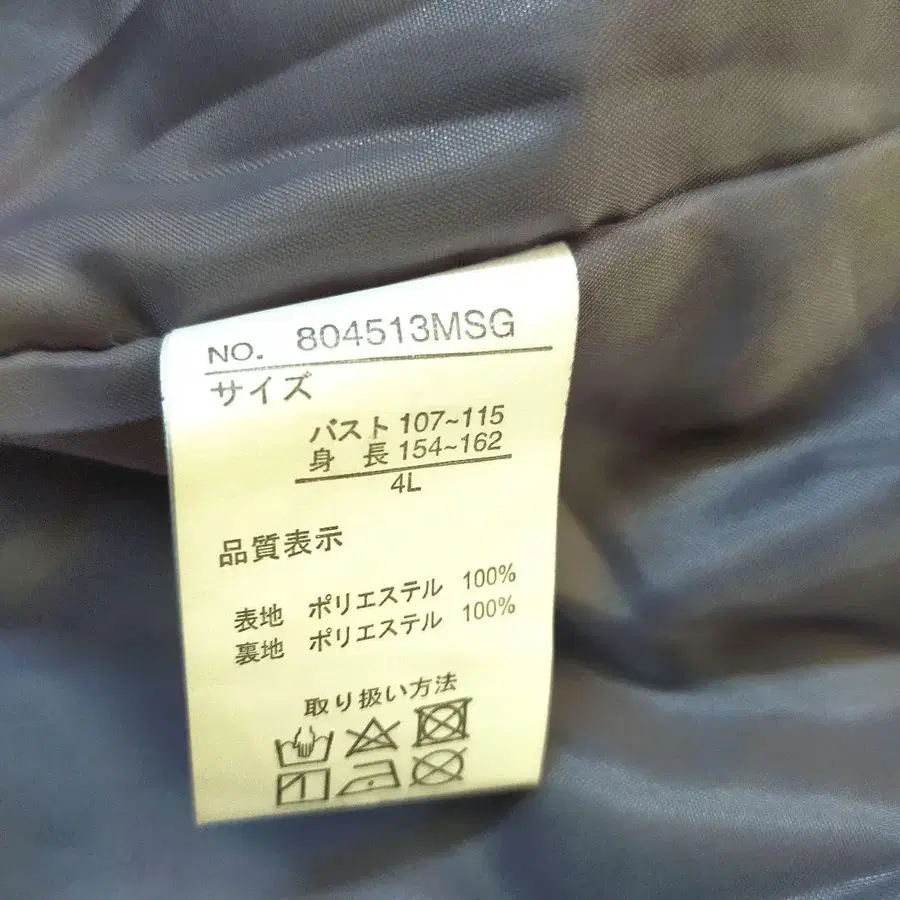 NO. 804513MSG
サイズ
バスト 107~115
身 長 154~162
4L
品質表示
表地 ポリエステル 100%
裏地 ポリエステル 100%
取り扱い方法